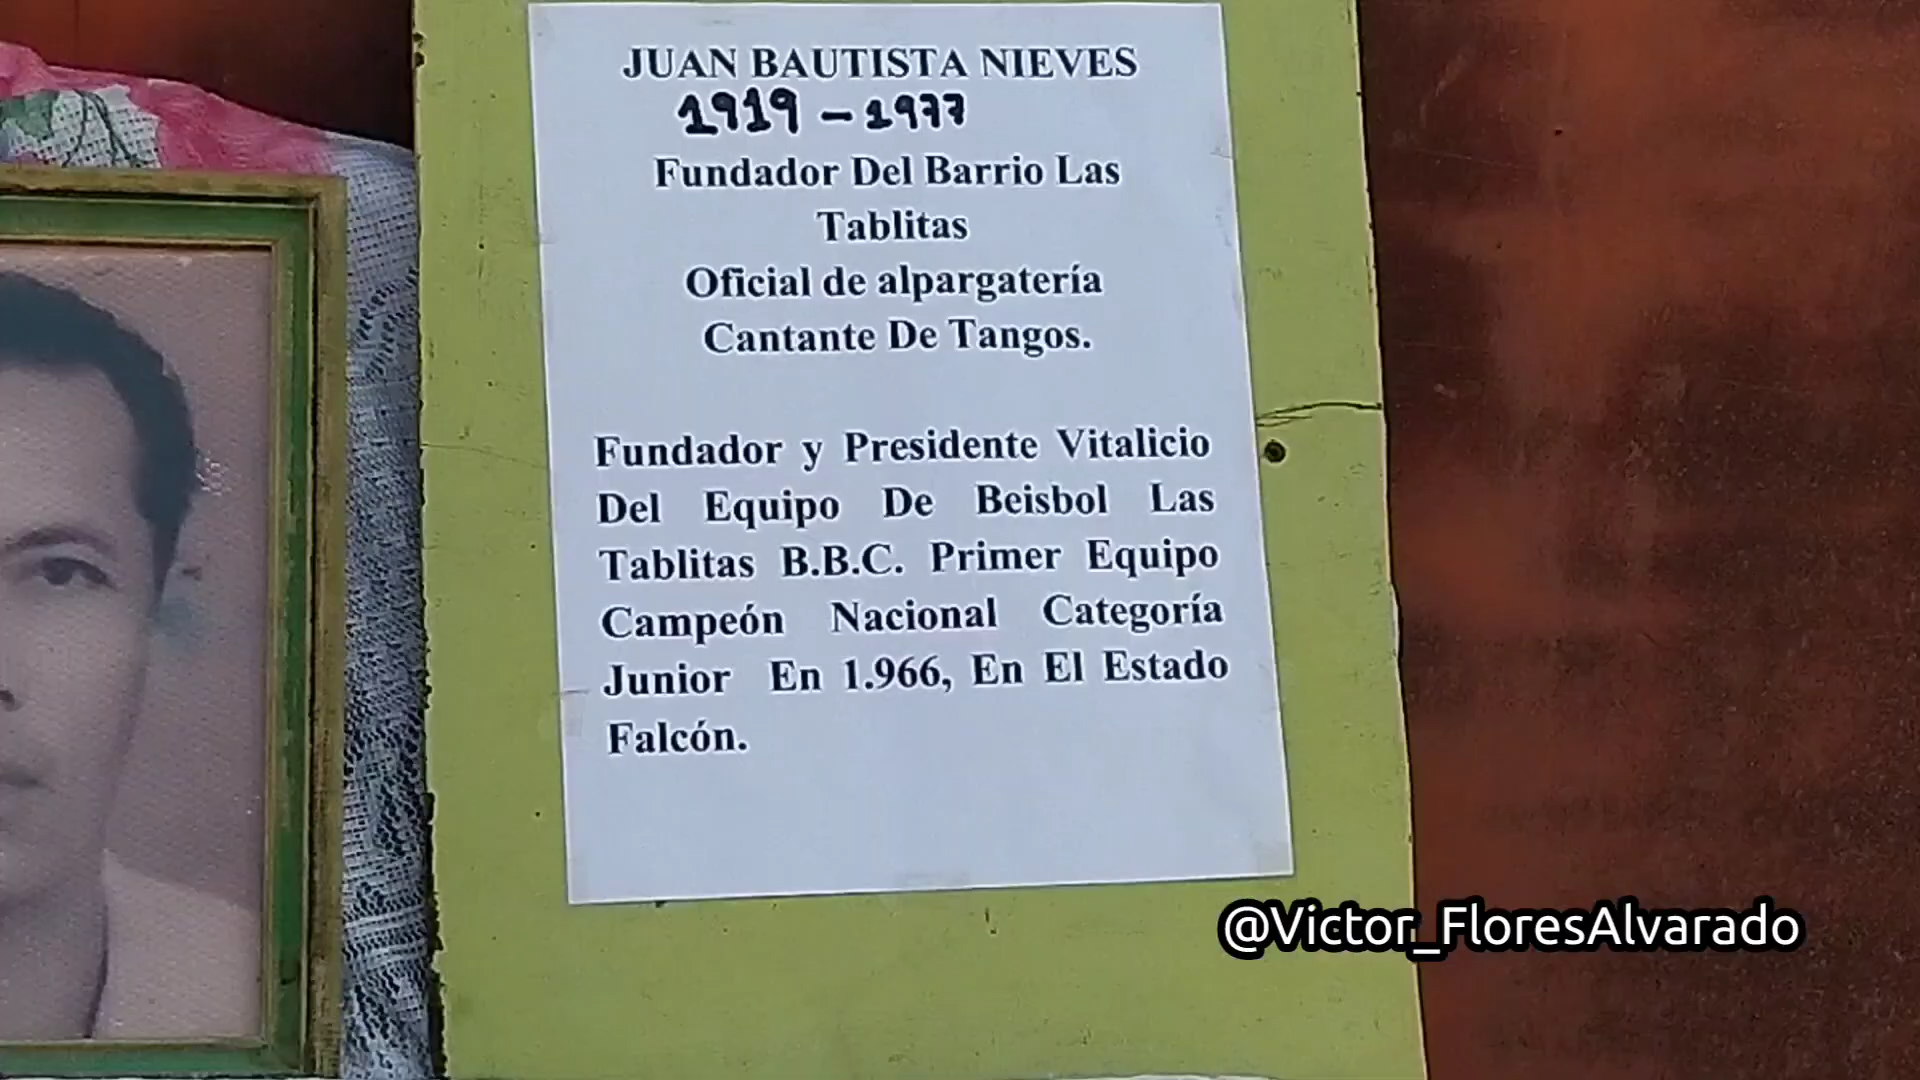 JUAN BAUTISTA NIEVES
1919 - 1977
Fundador Del Barrio Las
Tablitas
Oficial de alpargatería
Cantante De Tangos.
Fundador y Presidente Vitalicio
Del Equipo De Beisbol Las
Tablitas B.B.C. Primer Equipo
Campeón Nacional Categoría
Junior En 1.966, En El Estado
Falcón.
@Victor_FloresAlvarado